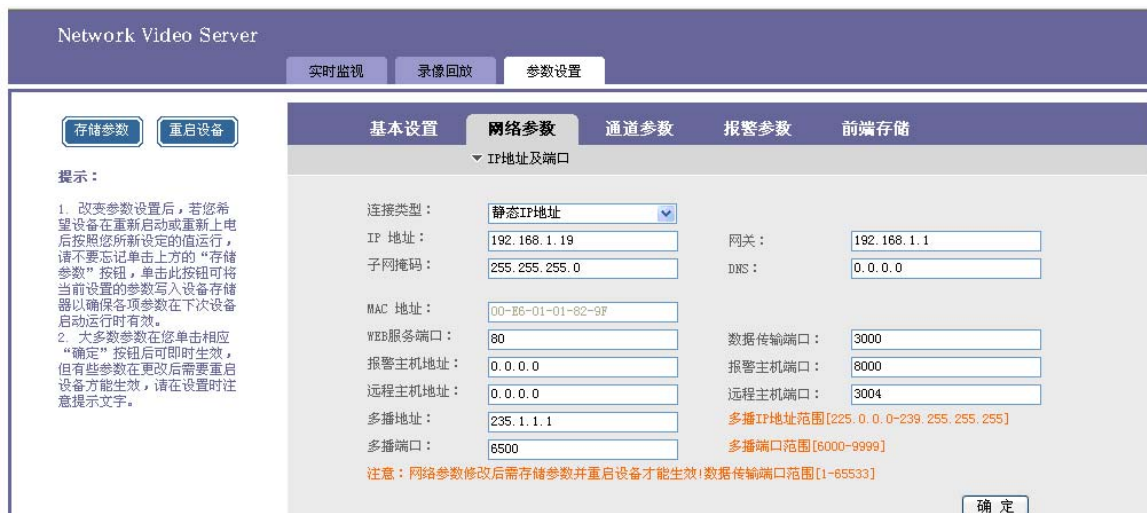 Network Video Server
实时监视 录像回放 参数设置
存储参数 重启设备
提示：
1. 改变参数设置后，若您希
望设备在重新启动或重新上电
后按照您所新设定的值运行，
请不要忘记单击上方的“存储
参数”按钮，单击此按钮可将
当前设置的参数写入设备存储
器以确保各项参数在下次设备
启动运行时有效。
2. 大多数参数在您单击相应
“确定”按钮后可即时生效，
但有些参数在更改后需要重启
设备方能生效，请在设置时注
意提示文字。
基本设置 网络参数 通道参数 报警参数 前端存储
IP地址及端口
连接类型： 静态IP地址
IP 地址： 192.168.1.19 网关： 192.168.1.1
子网掩码： 255.255.255.0 DNS： 0.0.0.0
MAC 地址： 00-E6-01-01-82-9F
WEB服务端口： 80 数据传输端口： 3000
报警主机地址： 0.0.0.0 报警主机端口： 8000
远程主机地址： 0.0.0.0 远程主机端口： 3004
多播地址： 235.1.1.1 多播IP地址范围[225.0.0.0-239.255.255.255]
多播端口： 6500 多播端口范围[6000-9999]
注意：网络参数修改后需存储参数并重启设备才能生效!数据传输端口范围[1-65533]
确 定